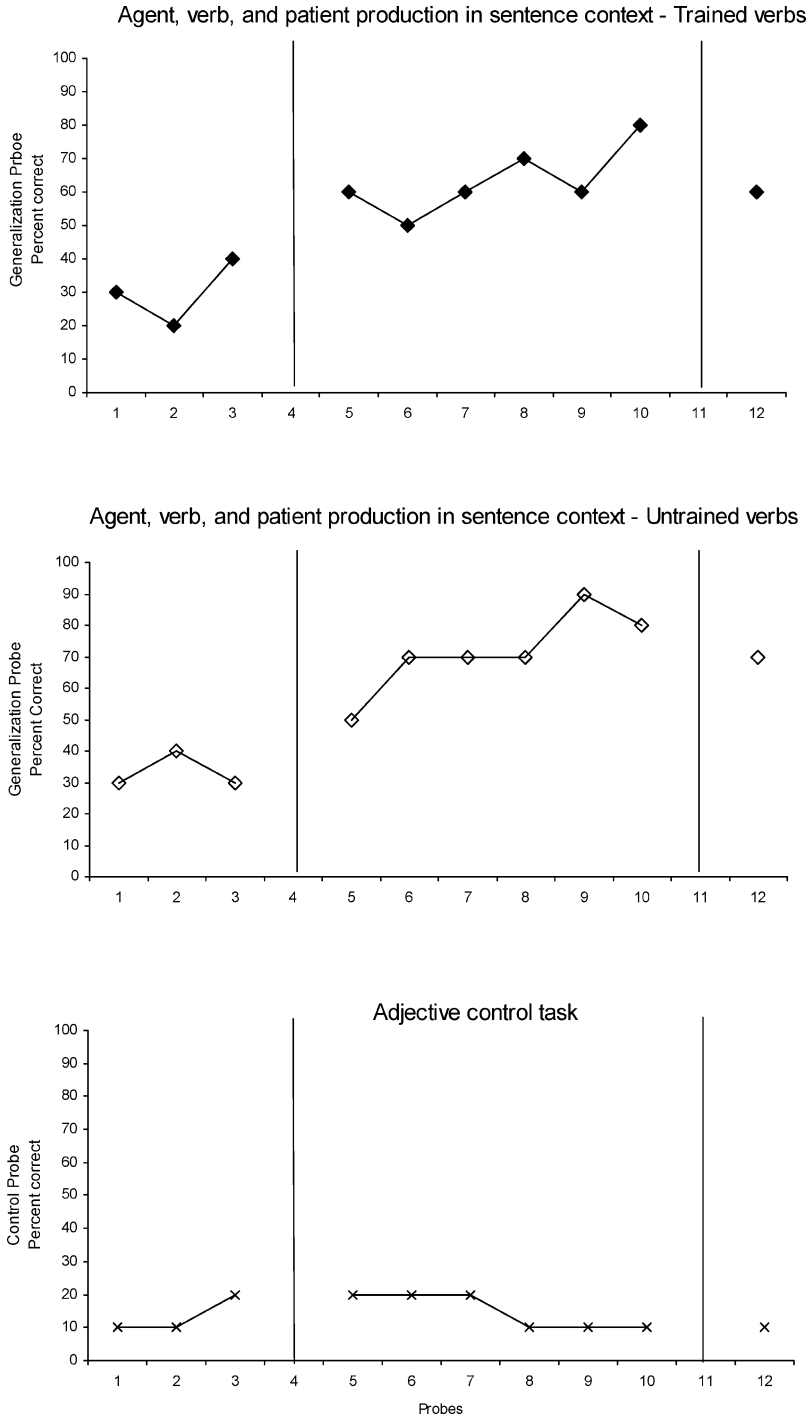 Agent, verb, and patient production in sentence context - Trained verbs
Generalization Prboe
Percent correct
100
90
80
70
60
50
40
30
20
10
0
1 2 3 4 5 6 7 8 9 10 11 12
Agent, verb, and patient production in sentence context - Untrained verbs
Generalization Probe
Percent Correct
100
90
80
70
60
50
40
30
20
10
0
1 2 3 4 5 6 7 8 9 10 11 12
Adjective control task
Control Probe
Percent correct
100
90
80
70
60
50
40
30
20
10
0
1 2 3 4 5 6 7 8 9 10 11 12
Probes